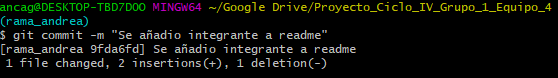 ancag@DESKTOP-TBD7DOO MINGW64 ~/Google Drive/Proyecto_Ciclo_IV_Grupo_1_Equipo_4
(rama_andrea)
$ git commit -m "Se añadio integrante a readme"
[rama_andrea 9fda6fd] Se añadio integrante a readme
 1 file changed, 2 insertions(+), 1 deletion(-)